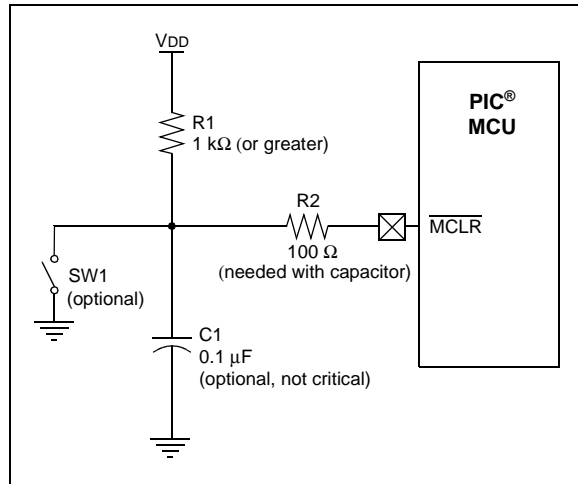 VDD
R1
1 kΩ (or greater)
PIC®
MCU
R2
100 Ω
(needed with capacitor)
MCLR
SW1
(optional)
C1
0.1 µF
(optional, not critical)